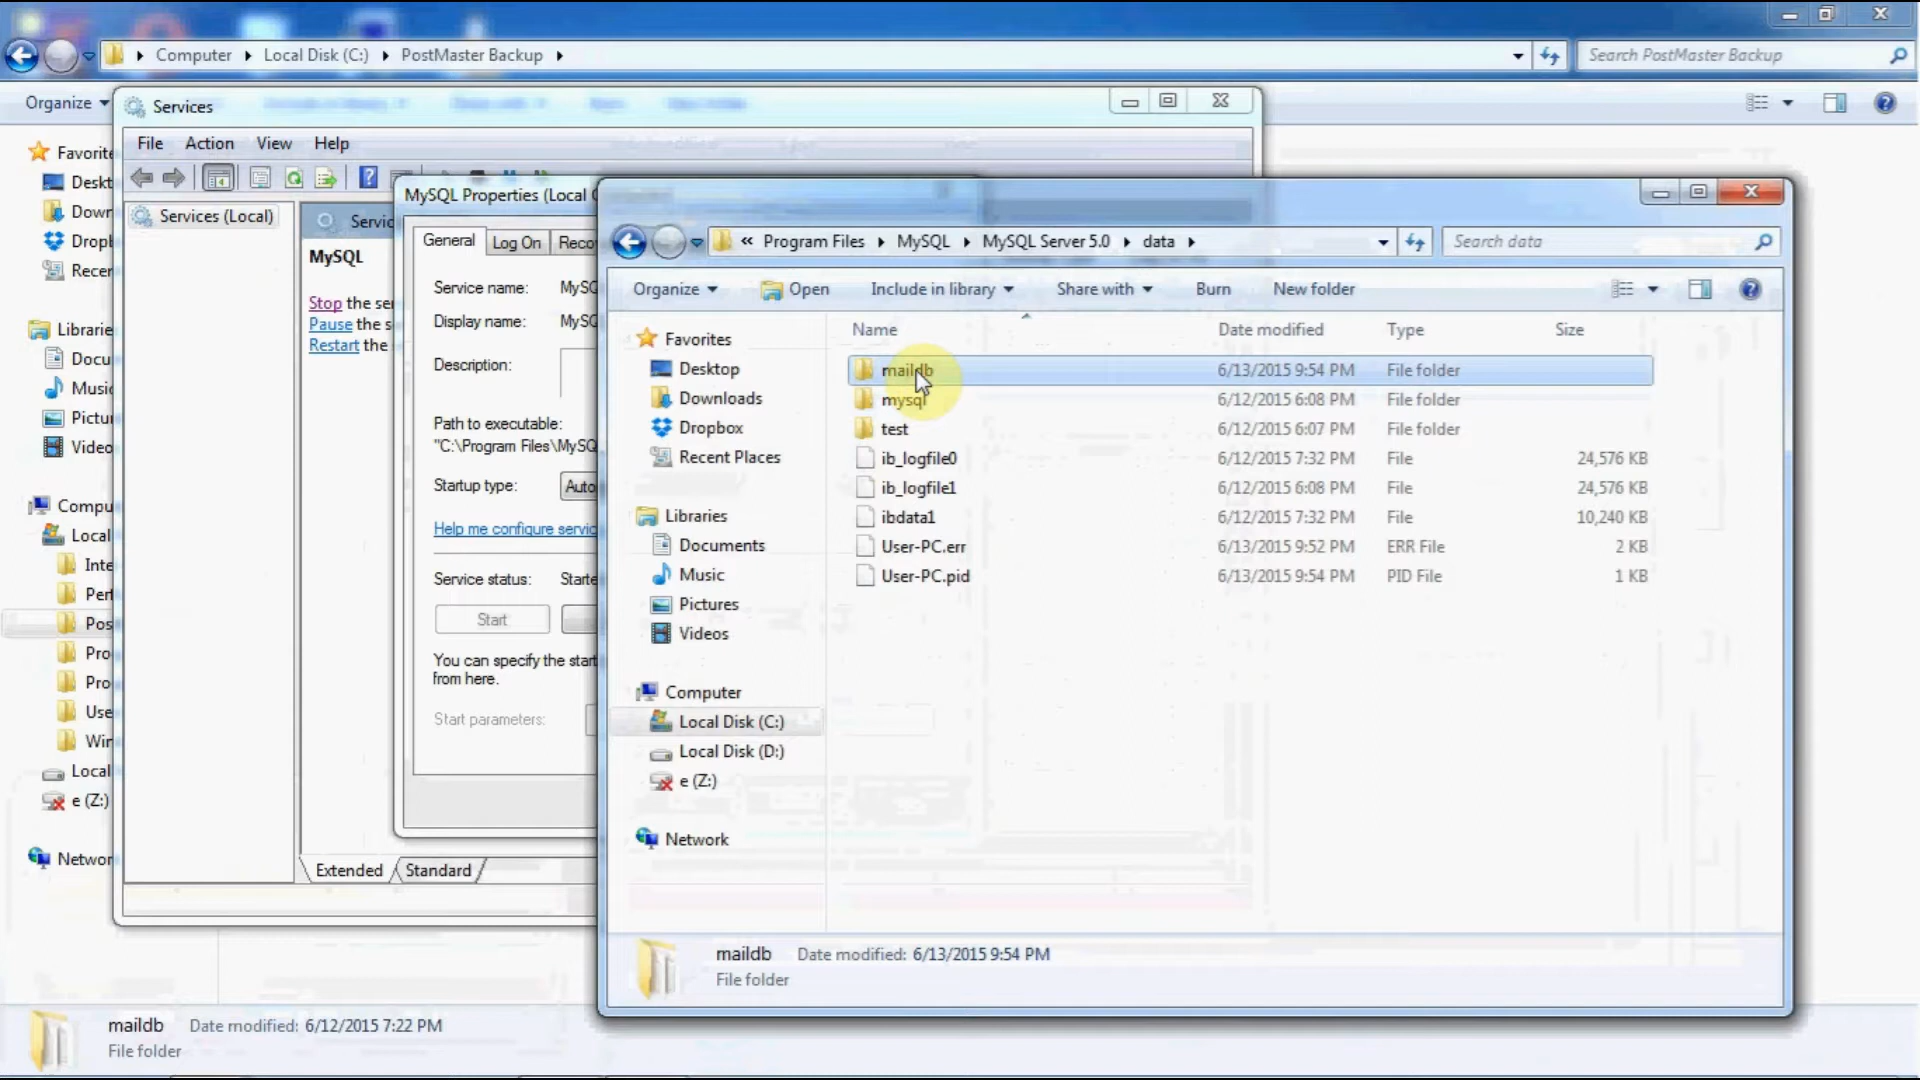 Computer
Local Disk (C:)
PostMaster Backup
Search PostMaster Backup
Organize
Services
File
Action
View
Help
Favorite
Deskt
Down
Dropl
Recer
Librarie
Docu
Music
Pictur
Video
Compu
Local
Inte
Perf
Pos
Pro
Pro
Use
Wir
Local
e (Z:)
Networ
Services (Local)
Servic
MySQL
Stop the ser
Pause the s
Restart the
Extended
Standard
MySQL Properties (Local
General
Log On
Reco
Service name: MySQ
Display name: MySQ
Description:
Path to executable:
"C:\Program Files\MySQ
Startup type: Auto
Help me configure servic
Service status: Starte
Start
You can specify the start
from here.
Start parameters:
« Program Files
MySQL
MySQL Server 5.0
data
Search data
Organize
Open
Include in library
Share with
Burn
New folder
Favorites
Desktop
Downloads
Dropbox
Recent Places
Libraries
Documents
Music
Pictures
Videos
Computer
Local Disk (C:)
Local Disk (D:)
e (Z:)
Network
Name Date modified Type Size
maildb 6/13/2015 9:54 PM File folder
mysql 6/12/2015 6:08 PM File folder
test 6/12/2015 6:07 PM File folder
ib_logfile0 6/12/2015 7:32 PM File 24,576 KB
ib_logfile1 6/12/2015 6:08 PM File 24,576 KB
ibdata1 6/12/2015 7:32 PM File 10,240 KB
User-PC.err 6/13/2015 9:52 PM ERR File 2 KB
User-PC.pid 6/13/2015 9:54 PM PID File 1 KB
maildb Date modified: 6/13/2015 9:54 PM
File folder
maildb Date modified: 6/12/2015 7:22 PM
File folder